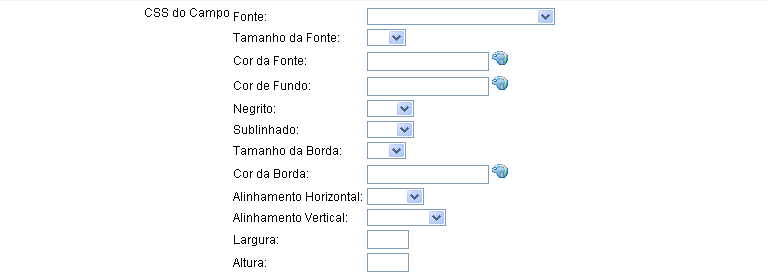 CSS do Campo Fonte:
Tamanho da Fonte:
Cor da Fonte:
Cor de Fundo:
Negrito:
Sublinhado:
Tamanho da Borda:
Cor da Borda:
Alinhamento Horizontal:
Alinhamento Vertical:
Largura:
Altura: